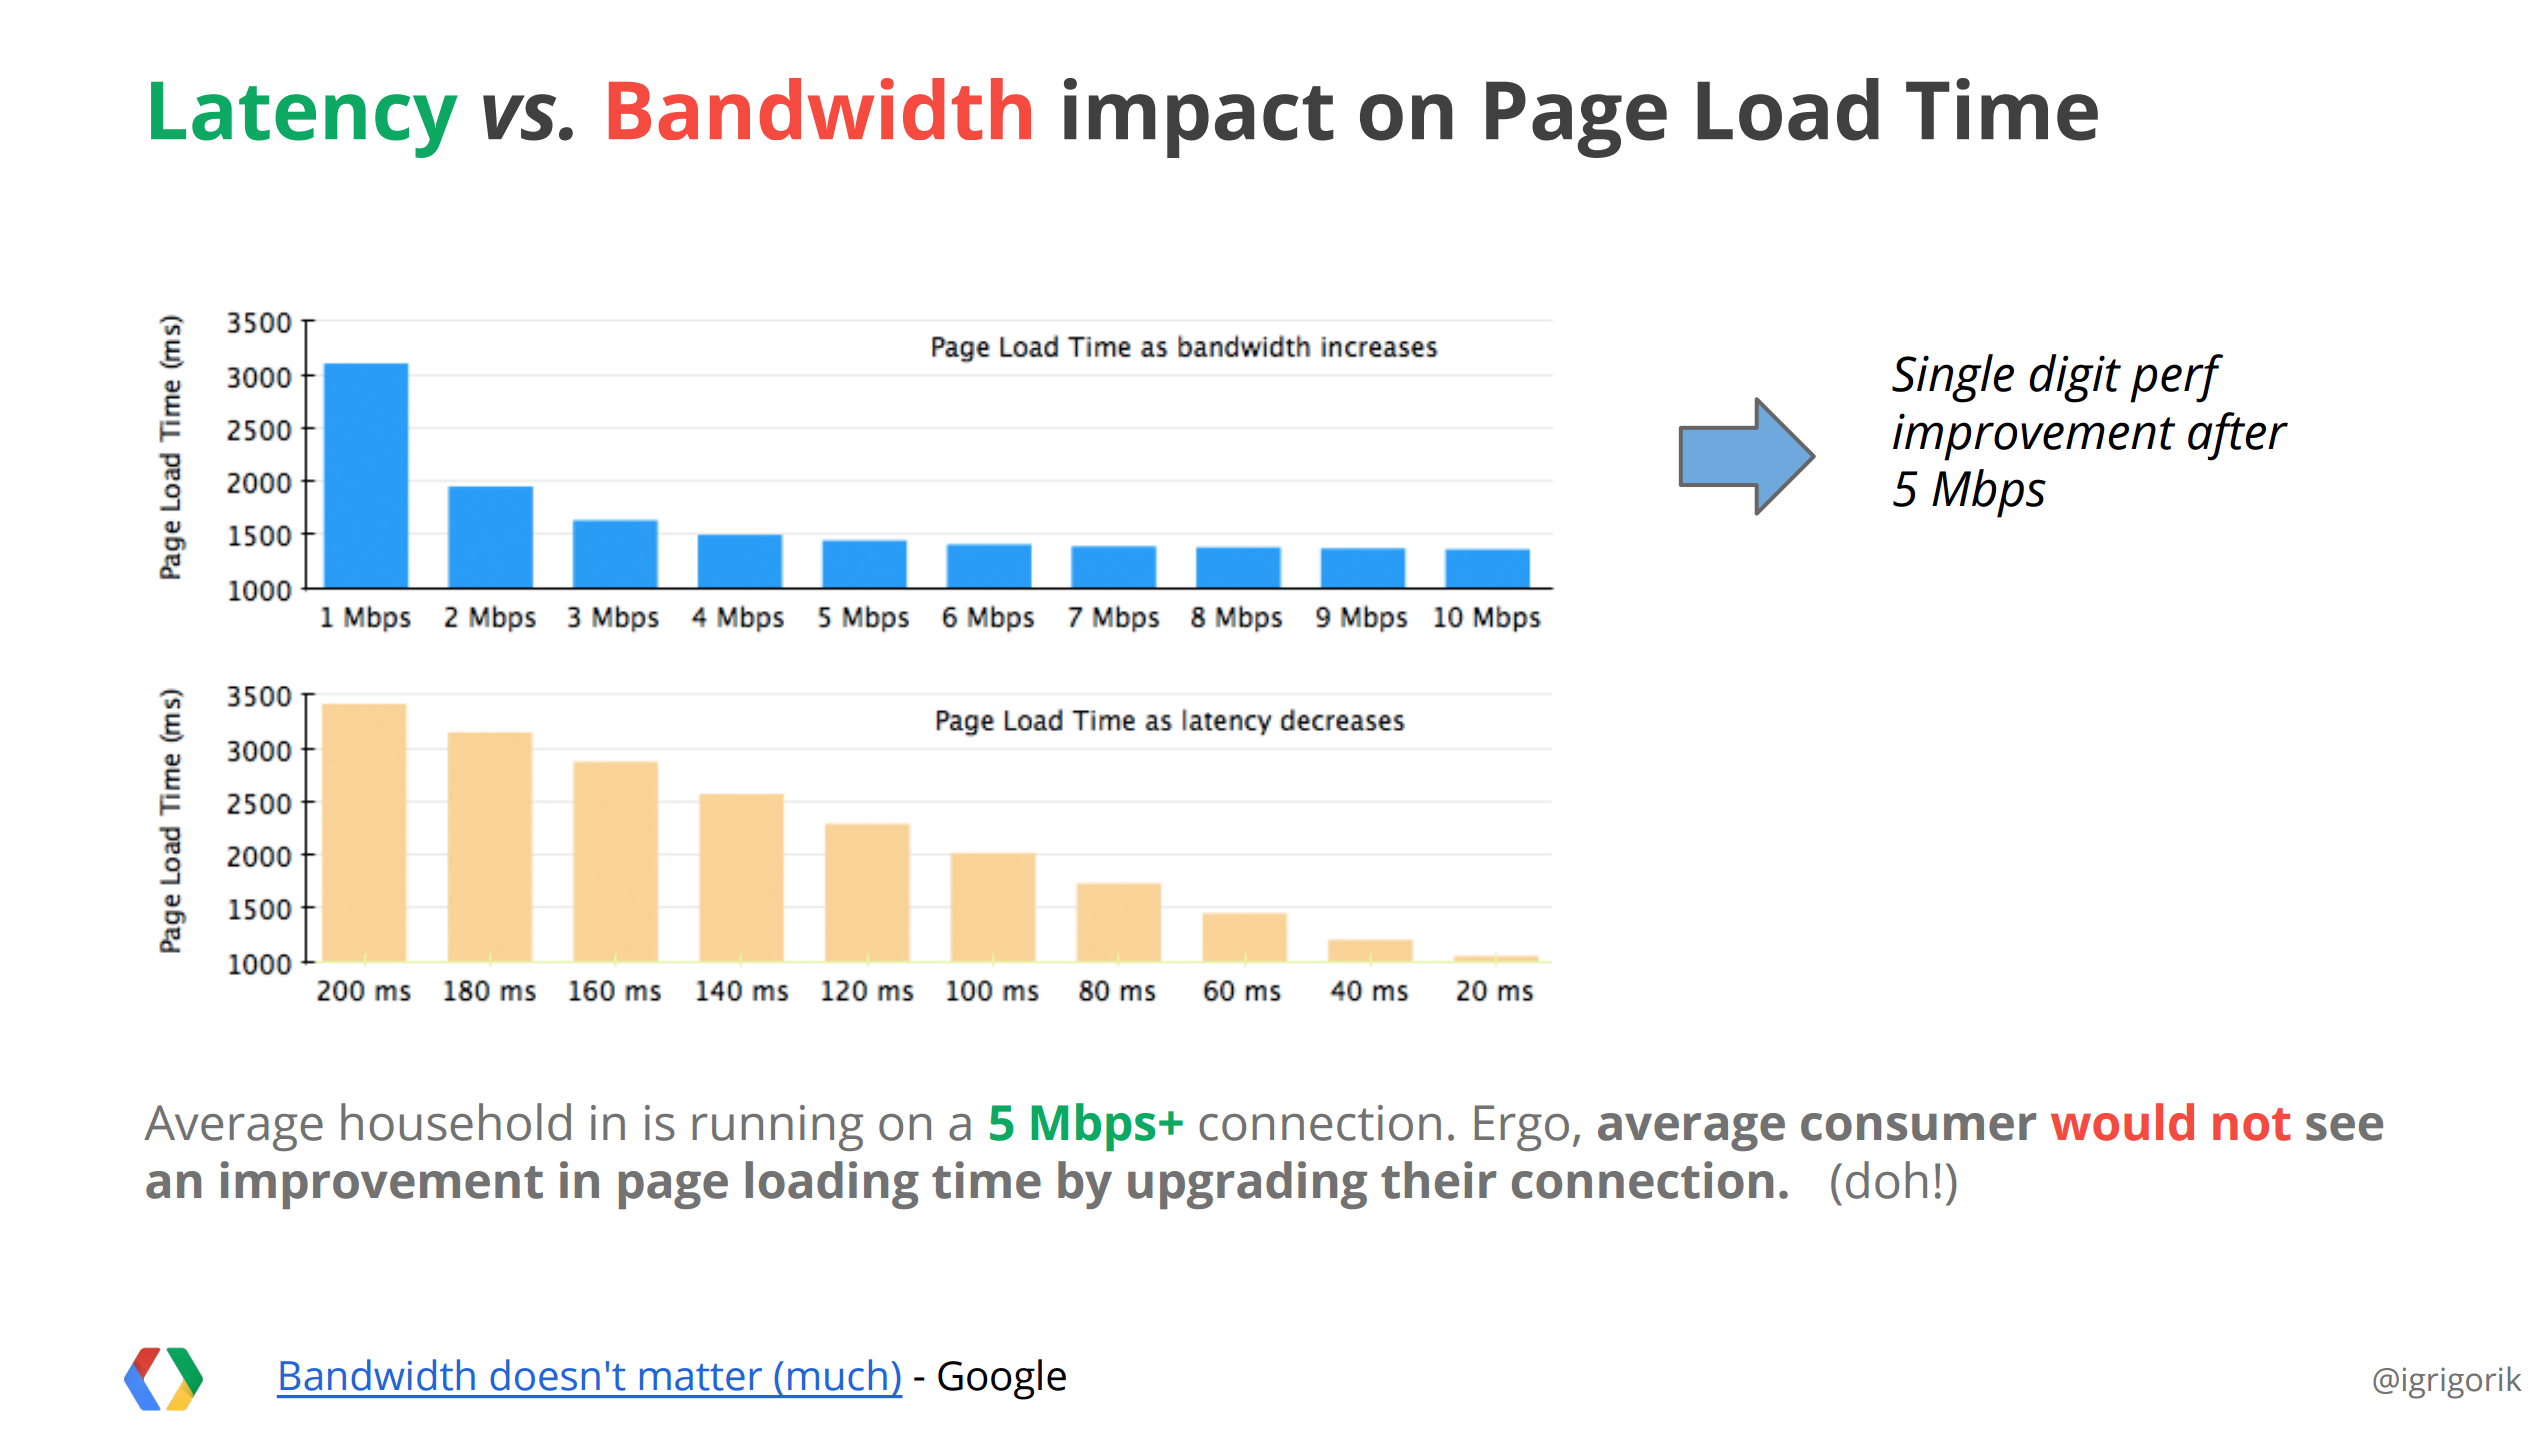 Latency vs. Bandwidth impact on Page Load Time
Page Load Time (ms)
3500
3000
2500
2000
1500
1000
Page Load Time as bandwidth increases
1 Mbps 2 Mbps 3 Mbps 4 Mbps 5 Mbps 6 Mbps 7 Mbps 8 Mbps 9 Mbps 10 Mbps
Single digit perf
improvement after
5 Mbps
Page Load Time (ms)
3500
3000
2500
2000
1500
1000
Page Load Time as latency decreases
200 ms 180 ms 160 ms 140 ms 120 ms 100 ms 80 ms 60 ms 40 ms 20 ms
Average household in is running on a 5 Mbps+ connection. Ergo, average consumer would not see
an improvement in page loading time by upgrading their connection. (doh!)
Bandwidth doesn't matter (much) - Google
@igrigorik